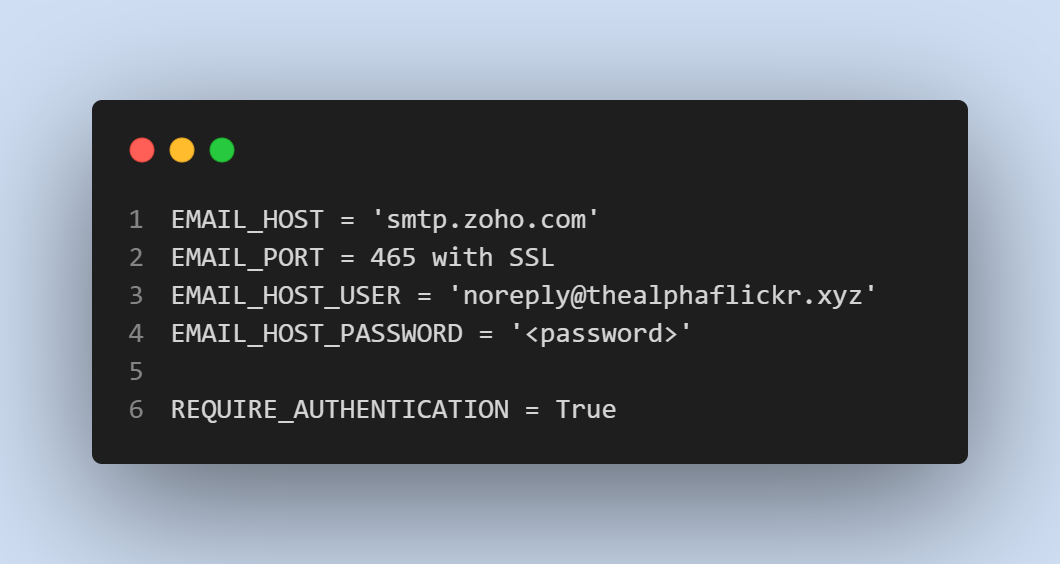 1 EMAIL_HOST = 'smtp.zoho.com'
2 EMAIL_PORT = 465 with SSL
3 EMAIL_HOST_USER = 'noreply@thealphaflickr.xyz'
4 EMAIL_HOST_PASSWORD = '<password>'
5
6 REQUIRE_AUTHENTICATION = True